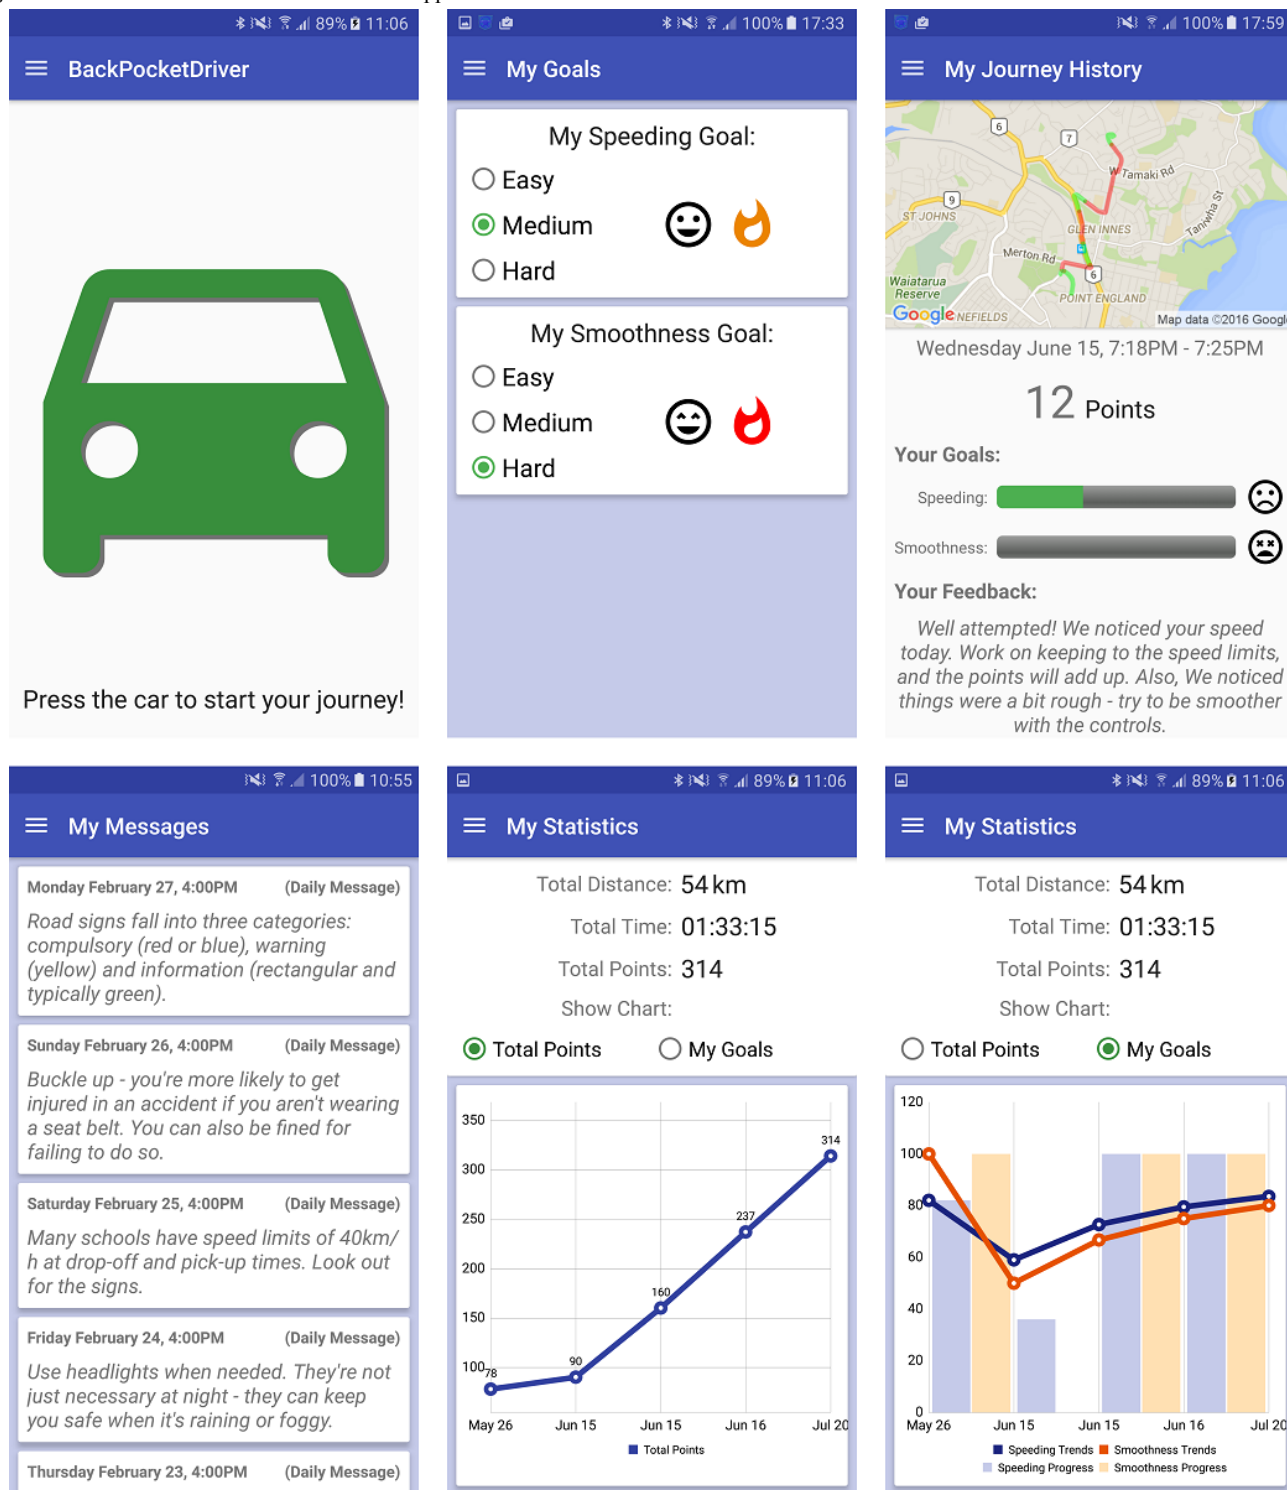 89% 11:06
BackPocketDriver
Press the car to start your journey!
100% 17:33
My Goals
My Speeding Goal:
Easy
Medium
Hard
My Smoothness Goal:
Easy
Medium
Hard
100% 17:59
My Journey History
6
7
W Tamaki Rd
9
ST JOHNS
Taniwha St
GLEN INNES
Merton Rd
6
Waiatarua
Reserve
POINT ENGLAND
Google
NEFIELDS
Map data ©2016 Google
Wednesday June 15, 7:18PM - 7:25PM
12 Points
Your Goals:
Speeding:
Smoothness:
Your Feedback:
Well attempted! We noticed your speed
today. Work on keeping to the speed limits,
and the points will add up. Also, We noticed
things were a bit rough - try to be smoother
with the controls.
100% 10:55
My Messages
Monday February 27, 4:00PM (Daily Message)
Road signs fall into three categories:
compulsory (red or blue), warning
(yellow) and information (rectangular and
typically green).
Sunday February 26, 4:00PM (Daily Message)
Buckle up - you're more likely to get
injured in an accident if you aren't wearing
a seat belt. You can also be fined for
failing to do so.
Saturday February 25, 4:00PM (Daily Message)
Many schools have speed limits of 40km/
h at drop-off and pick-up times. Look out
for the signs.
Friday February 24, 4:00PM (Daily Message)
Use headlights when needed. They're not
just necessary at night - they can keep
you safe when it's raining or foggy.
Thursday February 23, 4:00PM (Daily Message)
89% 11:06
My Statistics
Total Distance: 54 km
Total Time: 01:33:15
Total Points: 314
Show Chart:
Total Points My Goals
350
300
250
200
150
100
78
90
160
237
314
May 26 Jun 15 Jun 15 Jun 16 Jul 20
Total Points
89% 11:06
My Statistics
Total Distance: 54 km
Total Time: 01:33:15
Total Points: 314
Show Chart:
Total Points My Goals
120
100
80
60
40
20
0
May 26 Jun 15 Jun 15 Jun 16 Jul 20
Speeding Trends Smoothness Trends
Speeding Progress Smoothness Progress